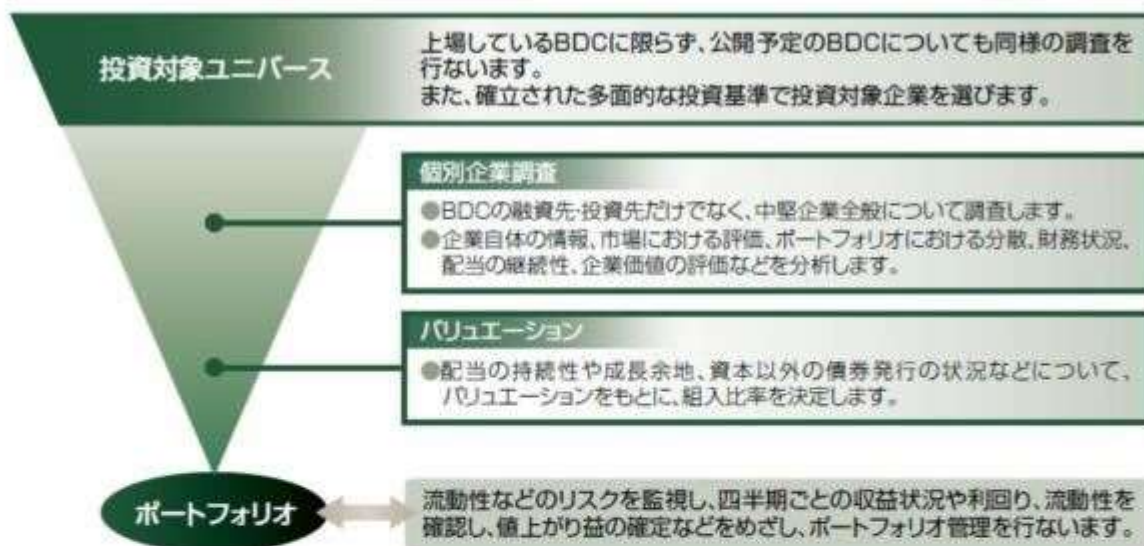 投資対象ユニバース
上場しているBDCに限らず、公開予定のBDCについても同様の調査を
行ないます。
また、確立された多面的な投資基準で投資対象企業を選びます。
個別企業調査
●BDCの融資先・投資先だけでなく、中堅企業全般について調査します。
●企業自体の情報、市場における評価、ポートフォリオにおける分散、財務状況、
配当の継続性、企業価値の評価などを分析します。
バリュエーション
●配当の持続性や成長余地、資本以外の債券発行の状況などについて、
バリュエーションをもとに、組入比率を決定します。
ポートフォリオ
流動性などのリスクを監視し、四半期ごとの収益状況や利回り、流動性を
確認し、値上がり益の確定などをめざし、ポートフォリオ管理を行ないます。